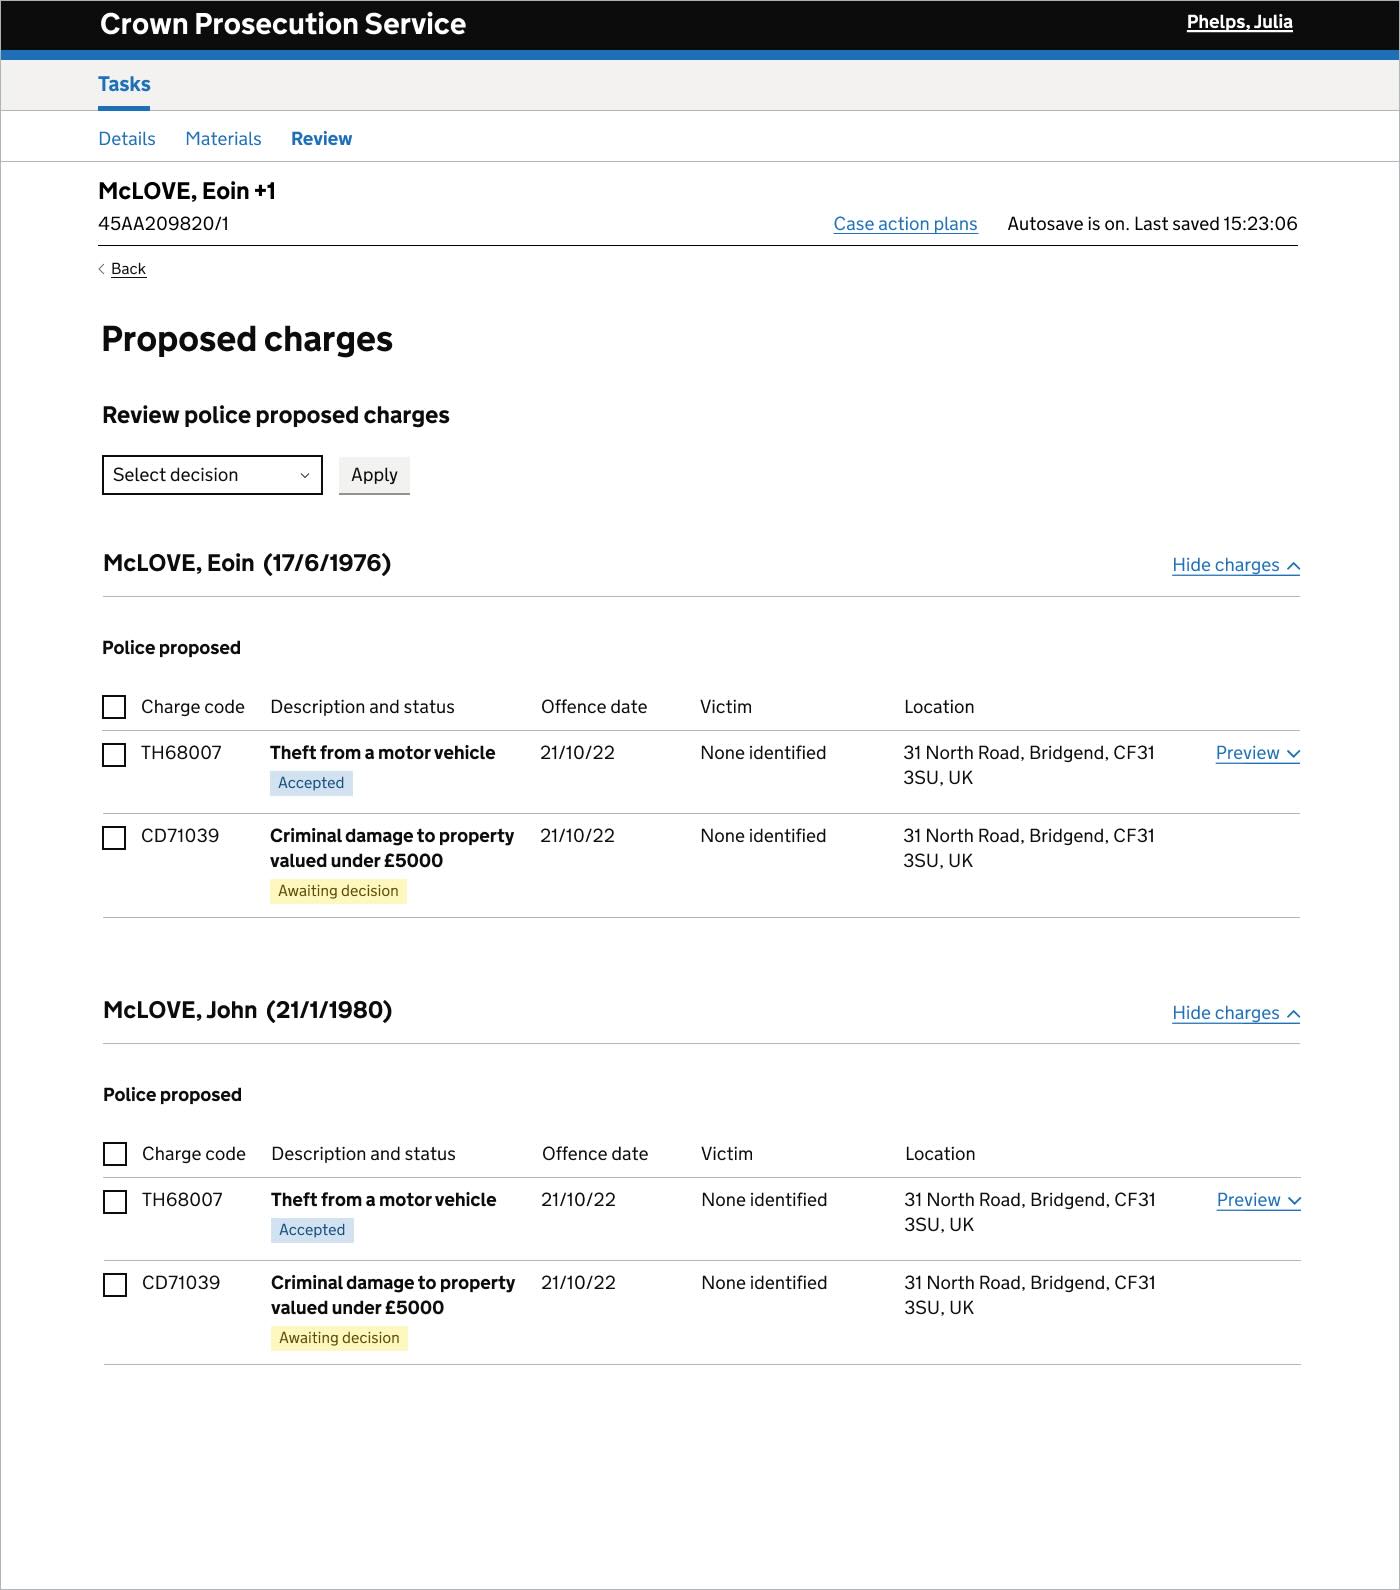 Crown Prosecution Service
Phelps, Julia
Tasks
Details Materials Review
McLOVE, Eoin +1
45AA209820/1
Case action plans Autosave is on. Last saved 15:23:06
Back
Proposed charges
Review police proposed charges
Select decision Apply
McLOVE, Eoin (17/6/1976) Hide charges
Police proposed
Charge code Description and status Offence date Victim Location
TH68007 Theft from a motor vehicle 21/10/22 None identified 31 North Road, Bridgend, CF31 Preview
3SU, UK
Accepted
CD71039 Criminal damage to property 21/10/22 None identified 31 North Road, Bridgend, CF31
valued under £5000 3SU, UK
Awaiting decision
McLOVE, John (21/1/1980) Hide charges
Police proposed
Charge code Description and status Offence date Victim Location
TH68007 Theft from a motor vehicle 21/10/22 None identified 31 North Road, Bridgend, CF31 Preview
3SU, UK
Accepted
CD71039 Criminal damage to property 21/10/22 None identified 31 North Road, Bridgend, CF31
valued under £5000 3SU, UK
Awaiting decision